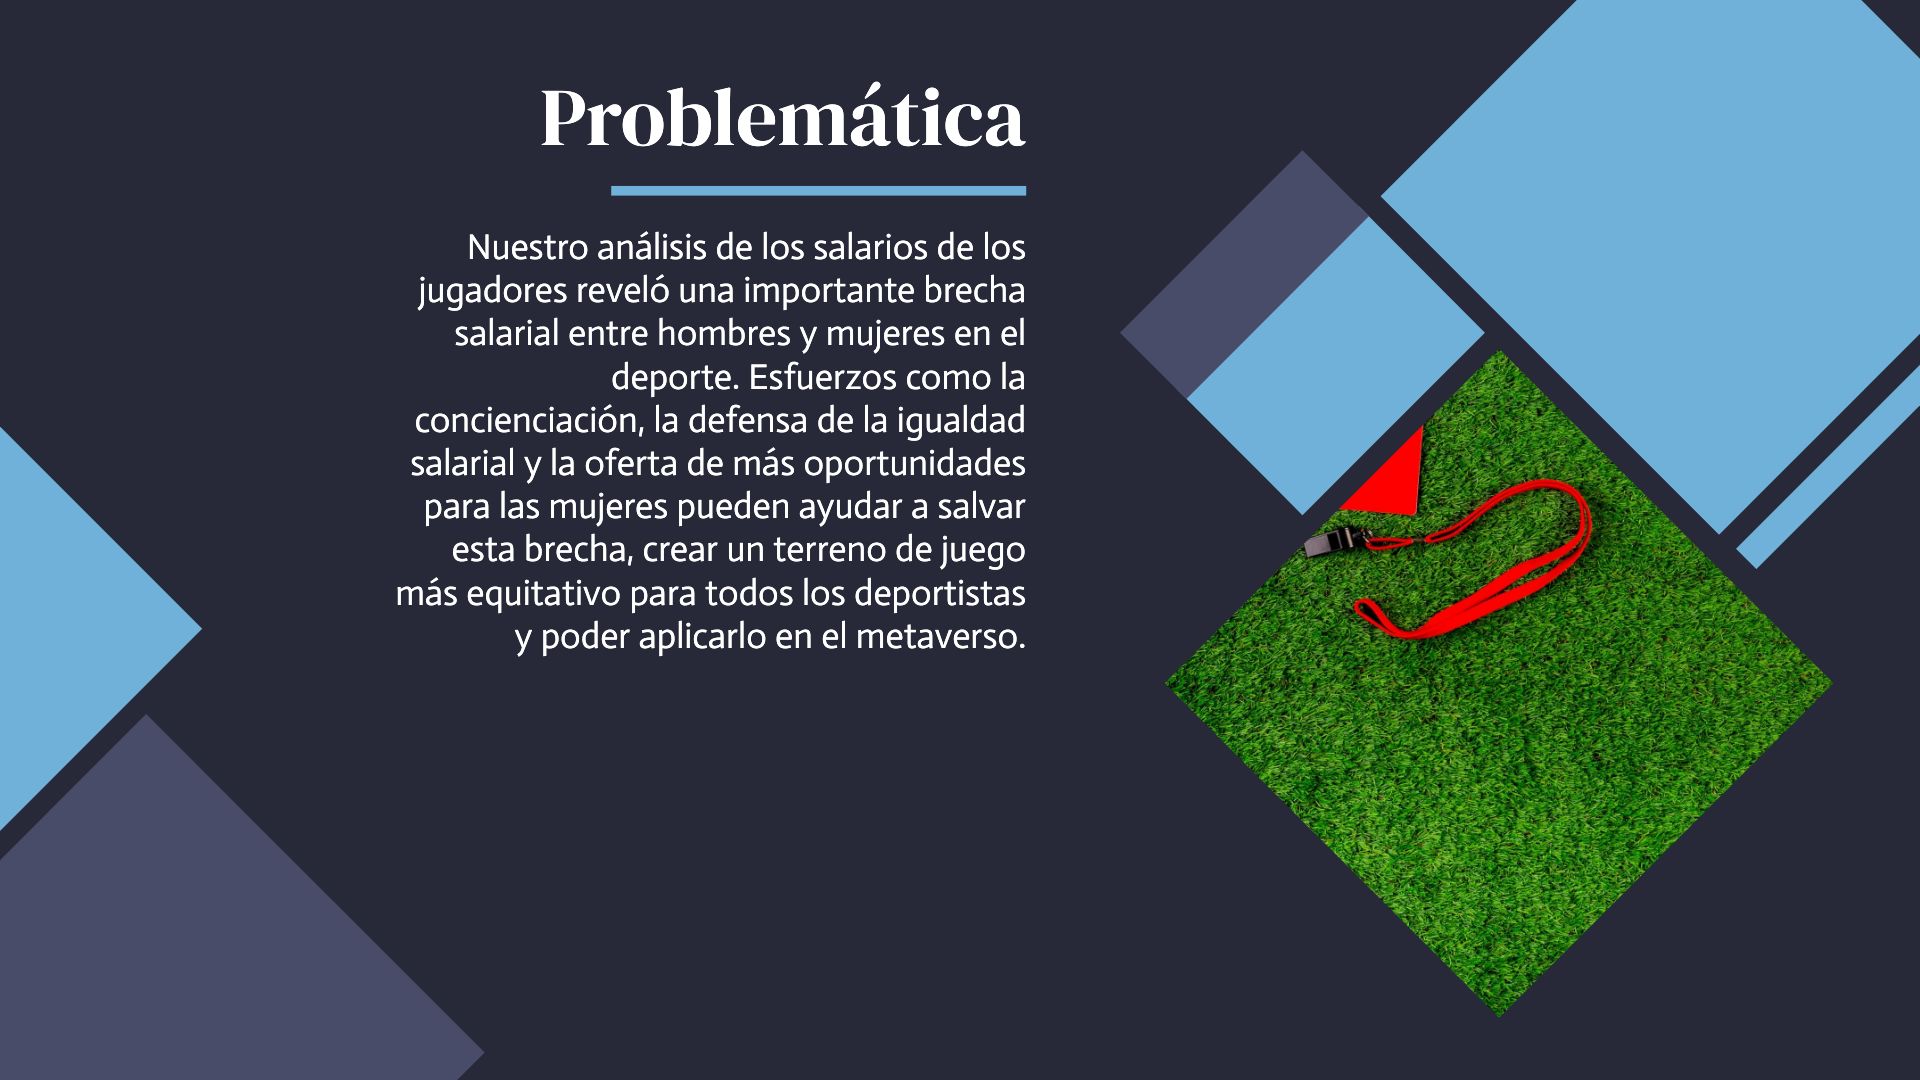 Problemática
Nuestro análisis de los salarios de los
jugadores reveló una importante brecha
salarial entre hombres y mujeres en el
deporte. Esfuerzos como la
concienciación, la defensa de la igualdad
salarial y la oferta de más oportunidades
para las mujeres pueden ayudar a salvar
esta brecha, crear un terreno de juego
más equitativo para todos los deportistas
y poder aplicarlo en el metaverso.